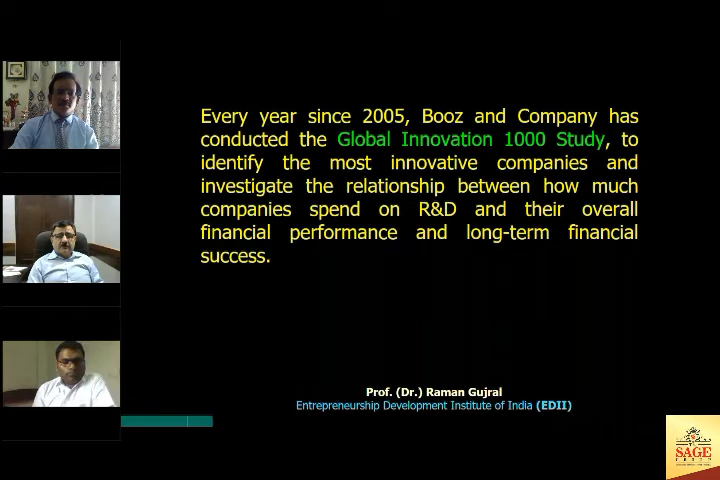 Every year since 2005, Booz and Company has
conducted the Global Innovation 1000 Study, to
identify the most innovative companies and
investigate the relationship between how much
companies spend on R&D and their overall
financial performance and long-term financial
success.
Prof. (Dr.) Raman Gujral
Entrepreneurship Development Institute of India (EDII)
SAGE